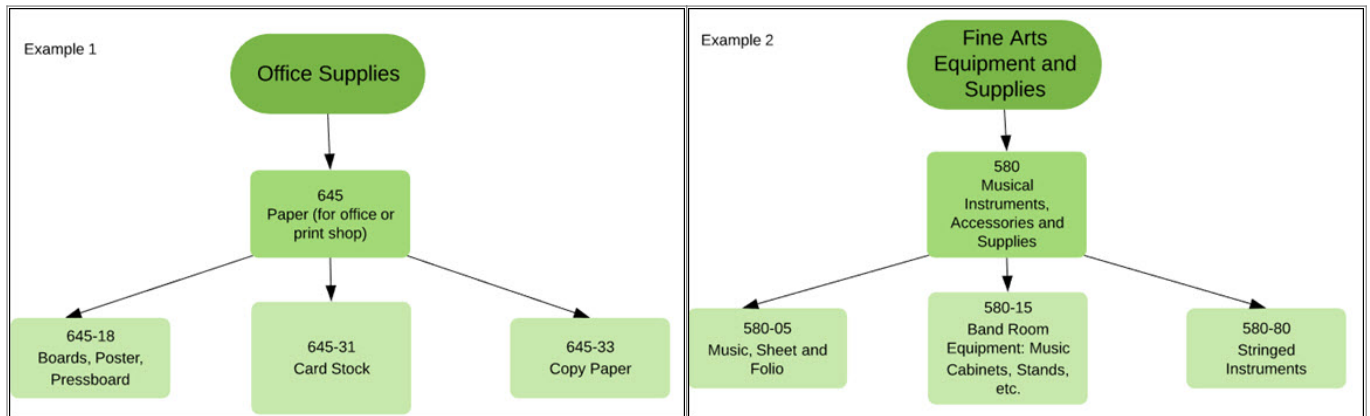 Example 1
Office Supplies
645
Paper (for office or
print shop)
645-18
Boards, Poster,
Pressboard
645-31
Card Stock
645-33
Copy Paper
Example 2
Fine Arts
Equipment and
Supplies
580
Musical
Instruments,
Accessories and
Supplies
580-05
Music, Sheet and
Folio
580-15
Band Room
Equipment: Music
Cabinets, Stands,
etc.
580-80
Stringed
Instruments